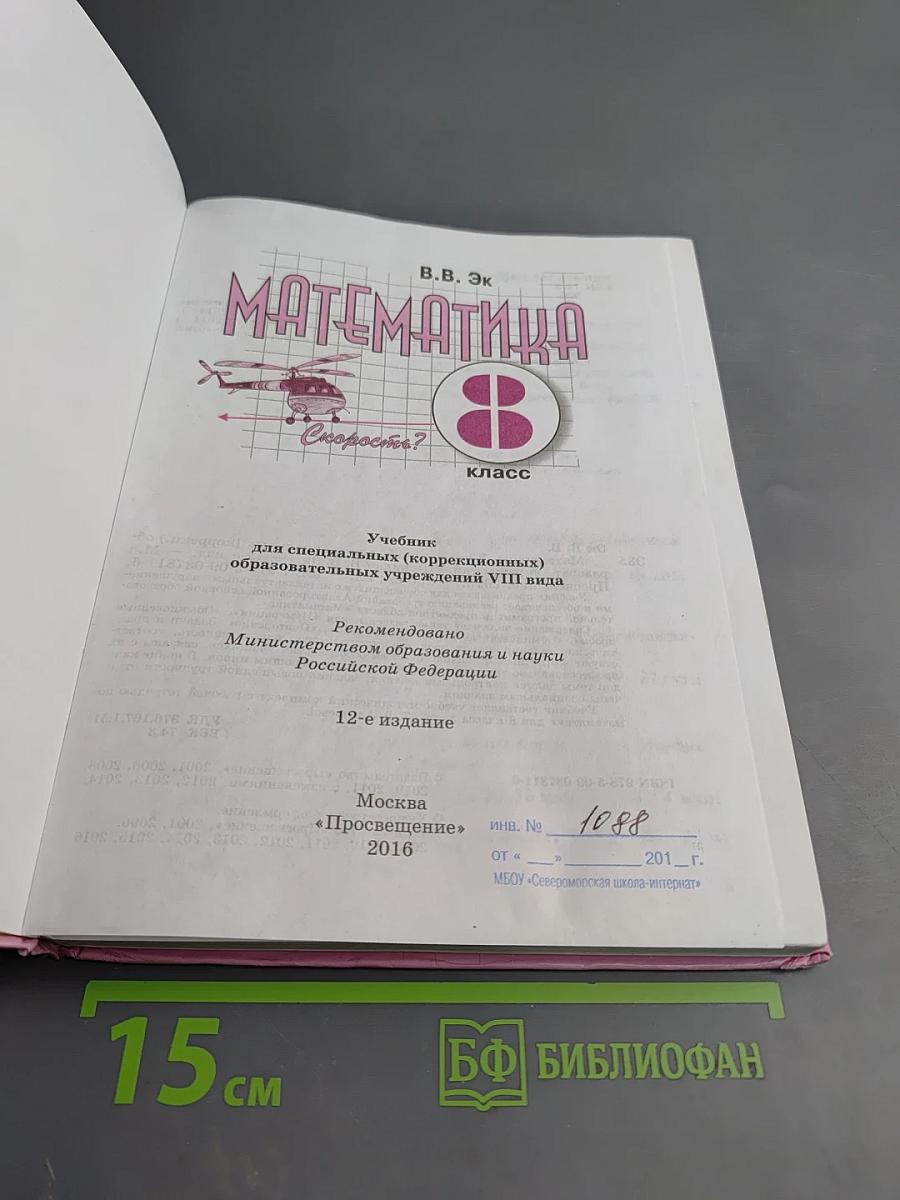 В.В. Эк
МАТЕМАТИКА
8
Скорость?
класс
Учебник
для специальных (коррекционных)
образовательных учреждений VIII вида
Рекомендовано
Министерством образования и науки
Российской Федерации
12-е издание
Москва
«Просвещение»
2016
инв. № 1088
от « __ » ________ 201_ г.
МБОУ «Североморская школа-интернат»
15 см
БФ БИБЛИОФАН